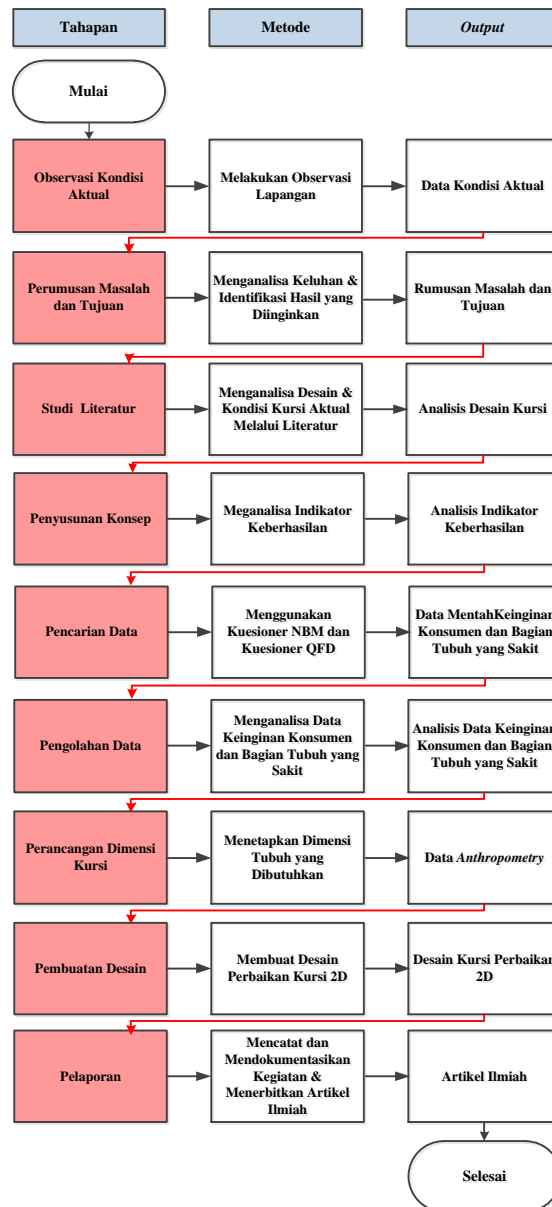 Tahapan
Metode
Output
Mulai
Observasi Kondisi
Aktual
Melakukan Observasi
Lapangan
Data Kondisi Aktual
Perumusan Masalah
dan Tujuan
Menganalisa Keluhan &
Identifikasi Hasil yang
Diinginkan
Rumusan Masalah dan
Tujuan
Studi Literatur
Menganalisa Desain &
Kondisi Kursi Aktual
Melalui Literatur
Analisis Desain Kursi
Penyusunan Konsep
Meganalisa Indikator
Keberhasilan
Analisis Indikator
Keberhasilan
Pencarian Data
Menggunakan
Kuesioner NBM dan
Kuesioner QFD
Data MentahKeinginan
Konsumen dan Bagian
Tubuh yang Sakit
Pengolahan Data
Menganalisa Data
Keinginan Konsumen
dan Bagian Tubuh yang
Sakit
Analisis Data Keinginan
Konsumen dan Bagian
Tubuh yang Sakit
Perancangan Dimensi
Kursi
Menetapkan Dimensi
Tubuh yang
Dibutuhkan
Data Anthropometry
Pembuatan Desain
Membuat Desain
Perbaikan Kursi 2D
Desain Kursi Perbaikan
2D
Pelaporan
Mencatat dan
Mendokumentasikan
Kegiatan &
Menerbitkan Artikel
Ilmiah
Artikel Ilmiah
Selesai